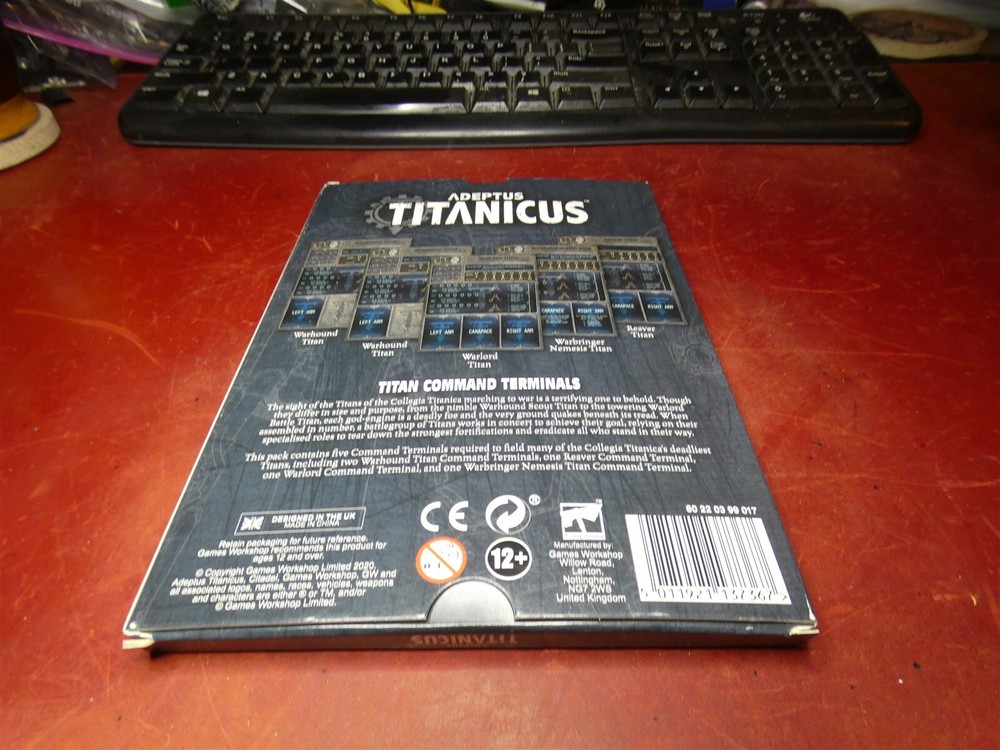 ADEPTUS
TITANICUS
LEFT ARM
LEFT ARM
LEFT ARM
CARAPACE
RIGHT ARM
CARAPACE
RIGHT ARM
CARAPACE
RIGHT ARM
Warhound
Titan
Warhound
Titan
Warlord
Titan
Warbringer
Nemesis Titan
Reaver
Titan
TITAN COMMAND TERMINALS
The sight of the Titans of the Collegia Titanica marching to war is a terrifying one to behold. Though
they differ in size and purpose, from the nimble Warhound Scout Titan to the towering Warlord
Battle Titan, each god-engine is a deadly foe and the very ground quakes beneath its tread. When
assembled in number, a battlegroup of Titans works in concert to achieve their goal, relying on their
specialised roles to tear down the strongest fortifications and eradicate all who stand in their way.
This pack contains five Command Terminals required to field many of the Collegia Titanica's deadliest
Titans, including two Warhound Titan Command Terminals, one Reaver Command Terminal,
one Warlord Command Terminal, and one Warbringer Nemesis Titan Command Terminal.
DESIGNED IN THE UK
MADE IN CHINA
Retain packaging for future reference.
Games Workshop recommends this product for
ages 12 and over.
© Copyright Games Workshop Limited 2020.
Adeptus Titanicus, Citadel, Games Workshop, GW and
all associated logos, names, races, vehicles, weapons
and characters are either ® or TM, and/or
© Games Workshop Limited.
CE
®
0-3
12+
TM
Manufactured by:
Games Workshop
Willow Road,
Lenton,
Nottingham,
NG7 2WS
United Kingdom
60 22 03 99 017
5 011921 137367 >
TITANICUS